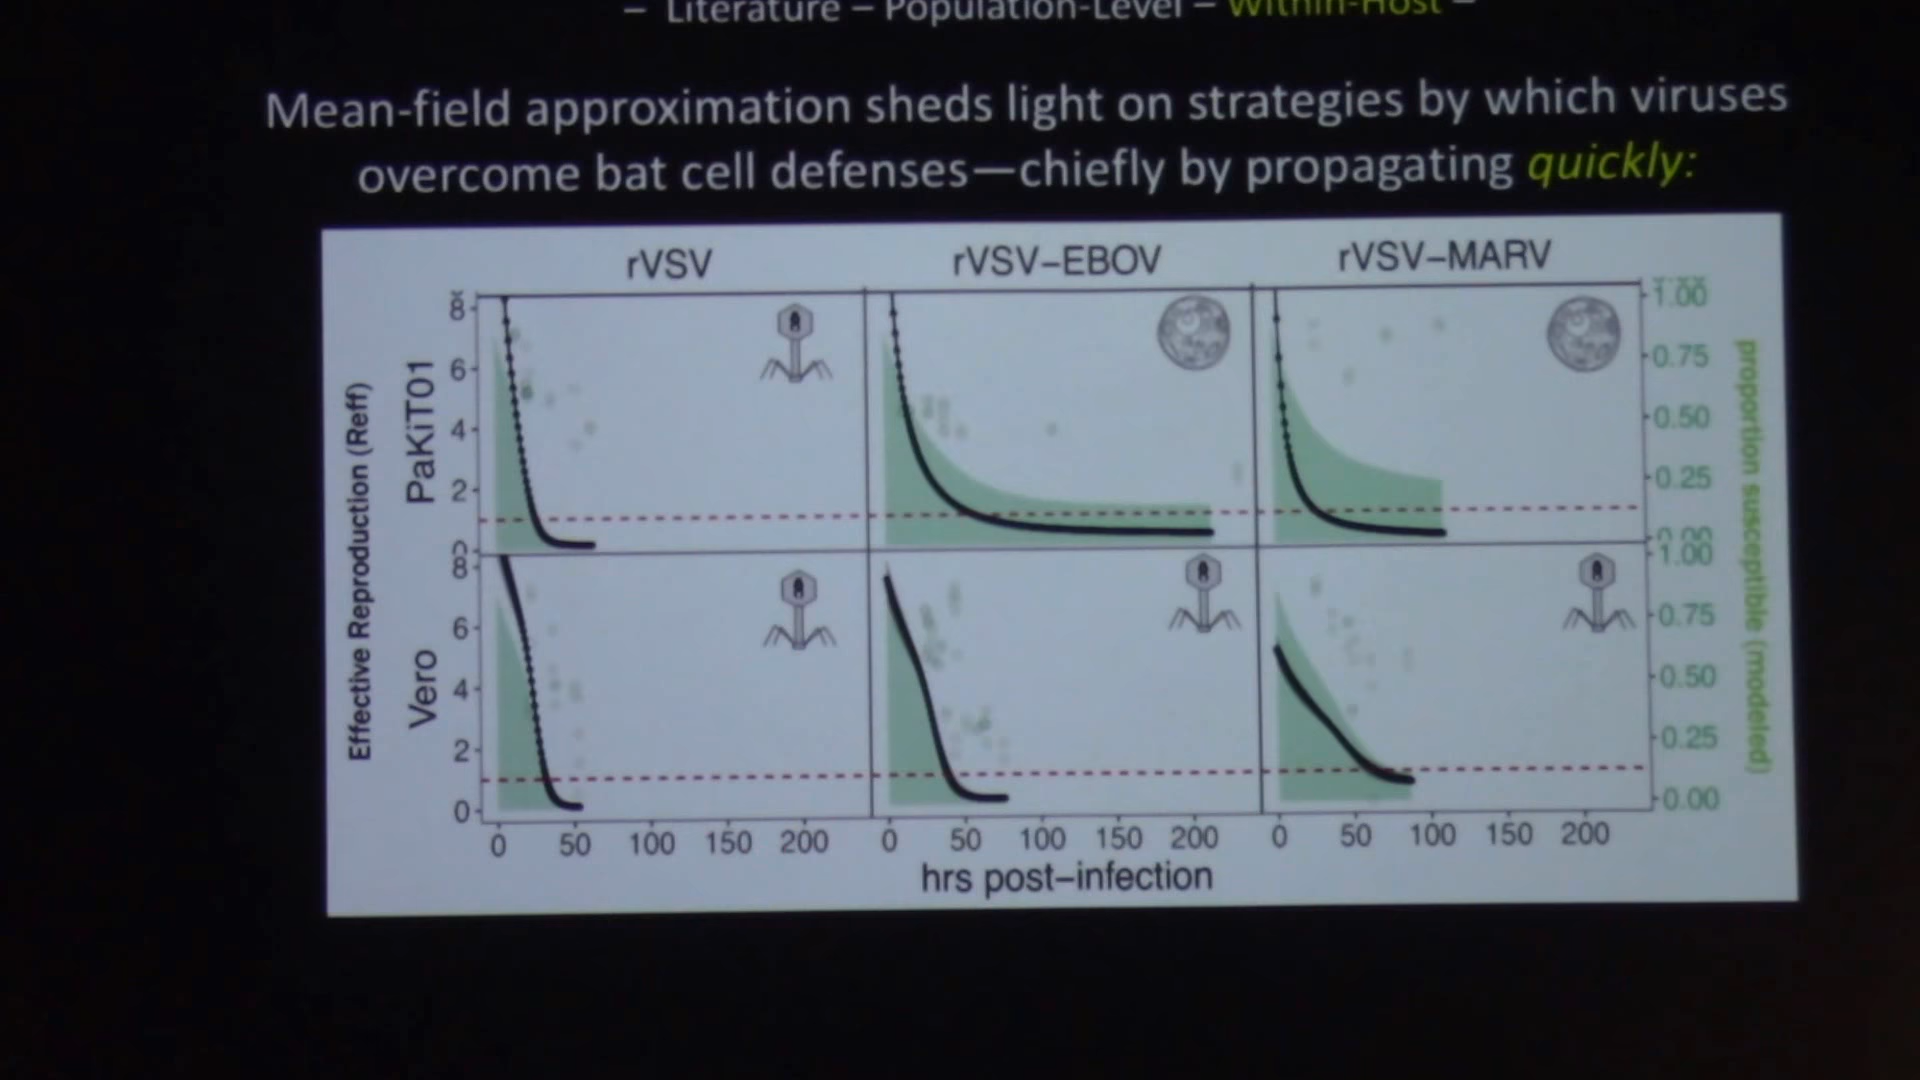 – Literature – Population-Level – Within-Host –
Mean-field approximation sheds light on strategies by which viruses
overcome bat cell defenses—chiefly by propagating quickly:
rVSV
rVSV–EBOV
rVSV–MARV
Effective Reproduction (Reff)
PaKiT01
8
6
4
2
0
1.00
0.75
0.50
0.25
0.00
Vero
8
6
4
2
0
1.00
0.75
0.50
0.25
0.00
proportion susceptible (modeled)
0 50 100 150 200
0 50 100 150 200
0 50 100 150 200
hrs post–infection